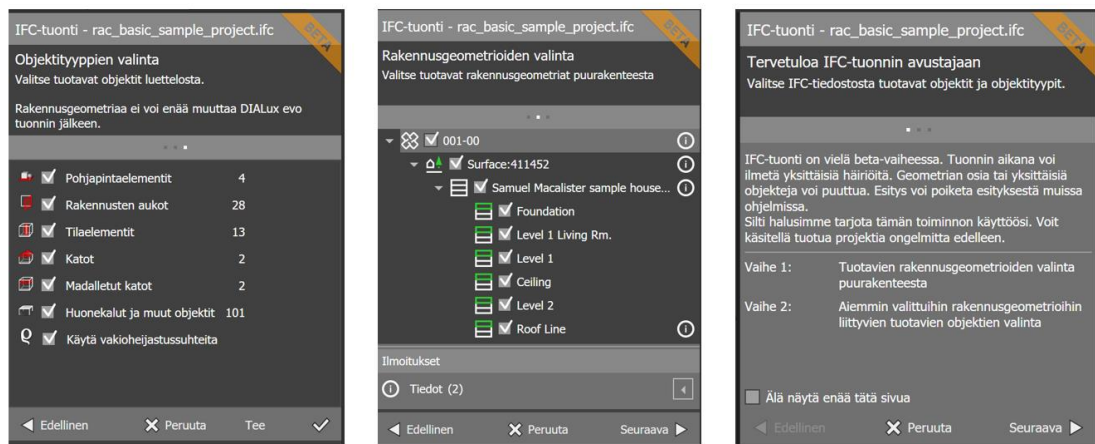 IFC-tuonti - rac_basic_sample_project.ifc
BETA
Objektityyppien valinta
Valitse tuotavat objektit luettelosta.
Rakennusgeometriaa ei voi enää muuttaa DIALux evo
tuonnin jälkeen.
Pohjapintaelementit 4
Rakennusten aukot 28
Tilaelementit 13
Katot 2
Madalletut katot 2
Huonekalut ja muut objektit 101
Käytä vakioheijastussuhteita
Edellinen Peruuta Tee
IFC-tuonti - rac_basic_sample_project.ifc
BETA
Rakennusgeometrioiden valinta
Valitse tuotavat rakennusgeometriat puurakenteesta
001-00
Surface:411452
Samuel Macalister sample house...
Foundation
Level 1 Living Rm.
Level 1
Ceiling
Level 2
Roof Line
Ilmoitukset
Tiedot (2)
Edellinen Peruuta Seuraava
IFC-tuonti - rac_basic_sample_project.ifc
BETA
Tervetuloa IFC-tuonnin avustajaan
Valitse IFC-tiedostosta tuotavat objektit ja objektityypit.
IFC-tuonti on vielä beta-vaiheessa. Tuonnin aikana voi
ilmetä yksittäisiä häiriöitä. Geometrian osia tai yksittäisiä
objekteja voi puuttua. Esitys voi poiketa esityksestä muissa
ohjelmissa.
Silti halusimme tarjota tämän toiminnon käyttöösi. Voit
käsitellä tuotua projektia ongelmitta edelleen.
Vaihe 1: Tuotavien rakennusgeometrioiden valinta
puurakenteesta
Vaihe 2: Aiemmin valittuihin rakennusgeometrioihin
liittyvien tuotavien objektien valinta
Älä näytä enää tätä sivua
Edellinen Peruuta Seuraava